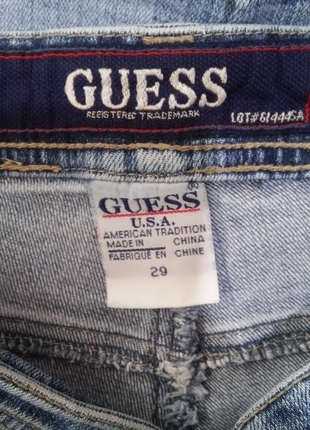 GUESS
REGISTERED TRADEMARK
LOT#61444SA
GUESS®
U.S.A.
AMERICAN TRADITION
MADE IN CHINA
FABRIQUÉ EN CHINE
29